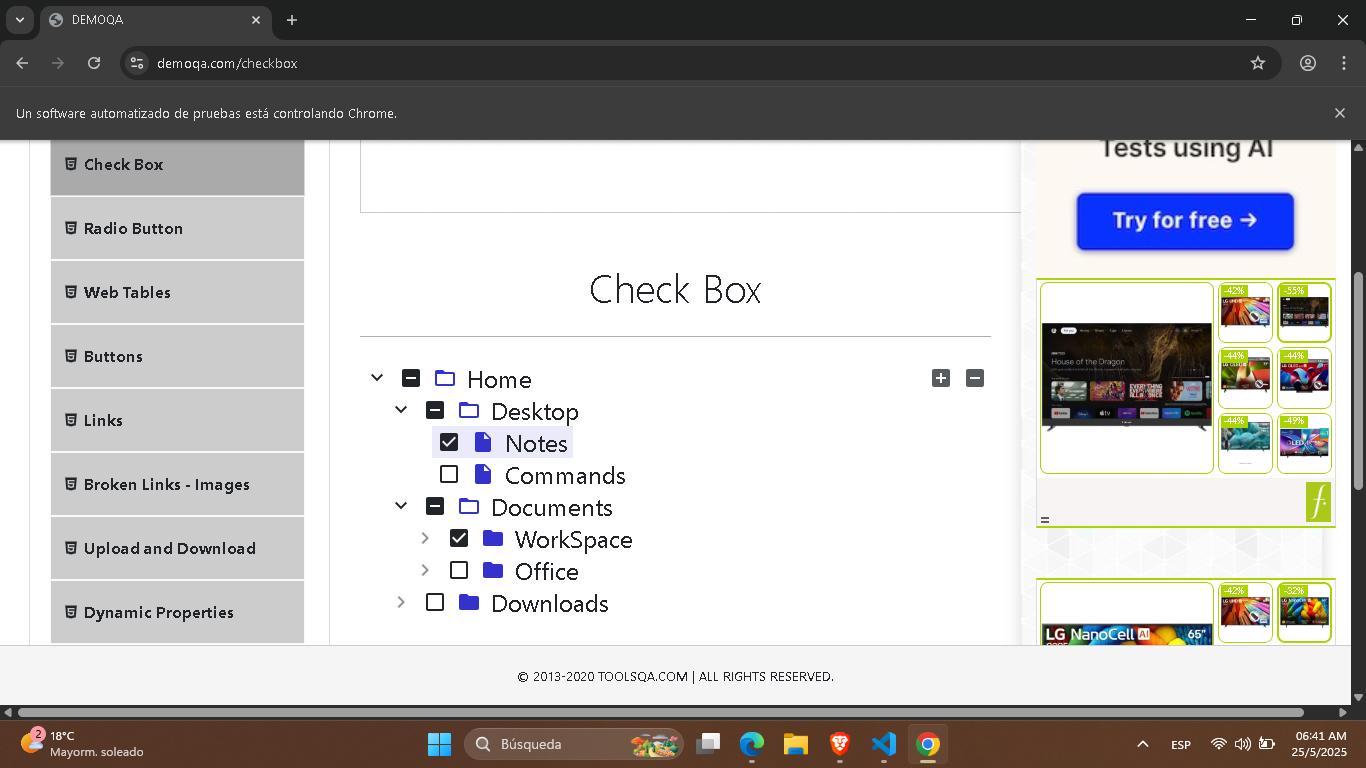 DEMOQA
demoqa.com/checkbox
Un software automatizado de pruebas está controlando Chrome.
Check Box
Radio Button
Web Tables
Buttons
Links
Broken Links - Images
Upload and Download
Dynamic Properties
Check Box
Home
Desktop
Notes
Commands
Documents
WorkSpace
Office
Downloads
Tests using AI
Try for free →
-42%
-55%
House of the Dragon
-44%
-44%
-44%
-49%
f.
-42%
-32%
LG NanoCell AI 65"
© 2013-2020 TOOLSQA.COM | ALL RIGHTS RESERVED.
2
18°C
Mayorm. soleado
Búsqueda
ESP
06:41 AM
25/5/2025